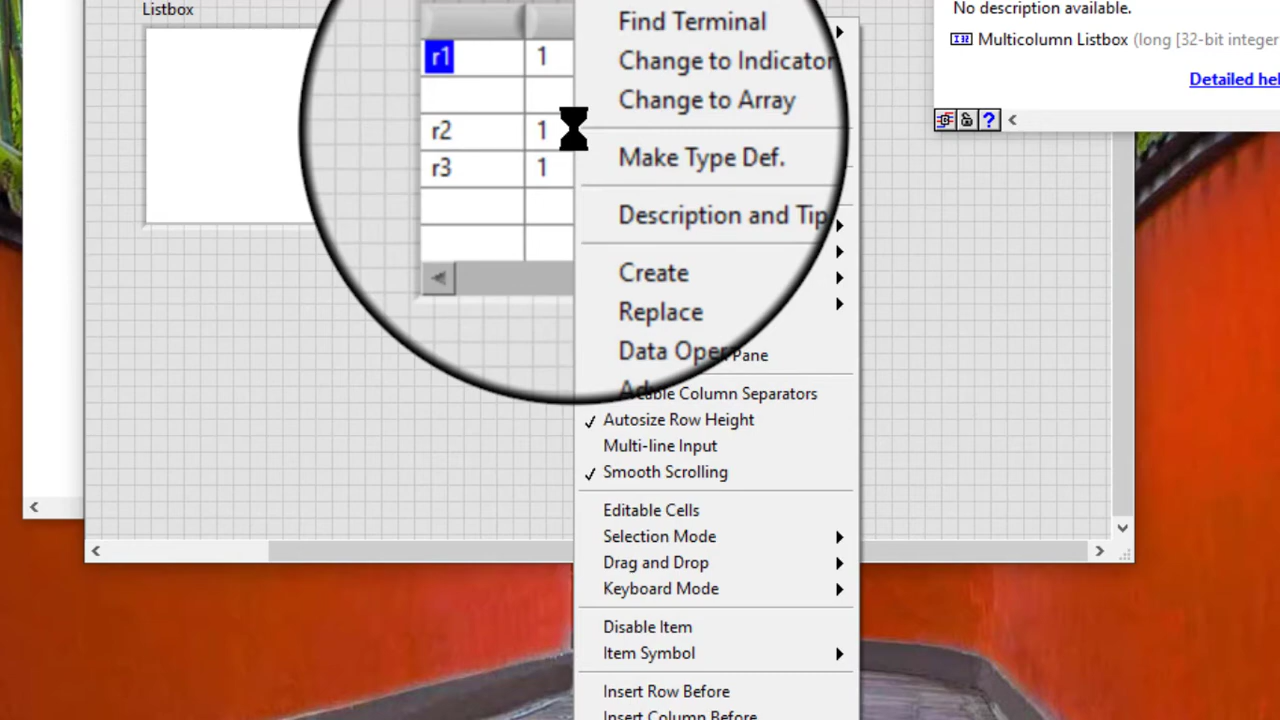 Listbox
r1 1
r2 1
r3 1
Find Terminal
Change to Indicator
Change to Array
Make Type Def.
Description and Tip
Create
Replace
Data Oper
Pane
Column Separators
Autosize Row Height
Multi-line Input
Smooth Scrolling
Editable Cells
Selection Mode
Drag and Drop
Keyboard Mode
Disable Item
Item Symbol
Insert Row Before
Insert Column Before
No description available.
Multicolumn Listbox (long [32-bit integer
Detailed hel